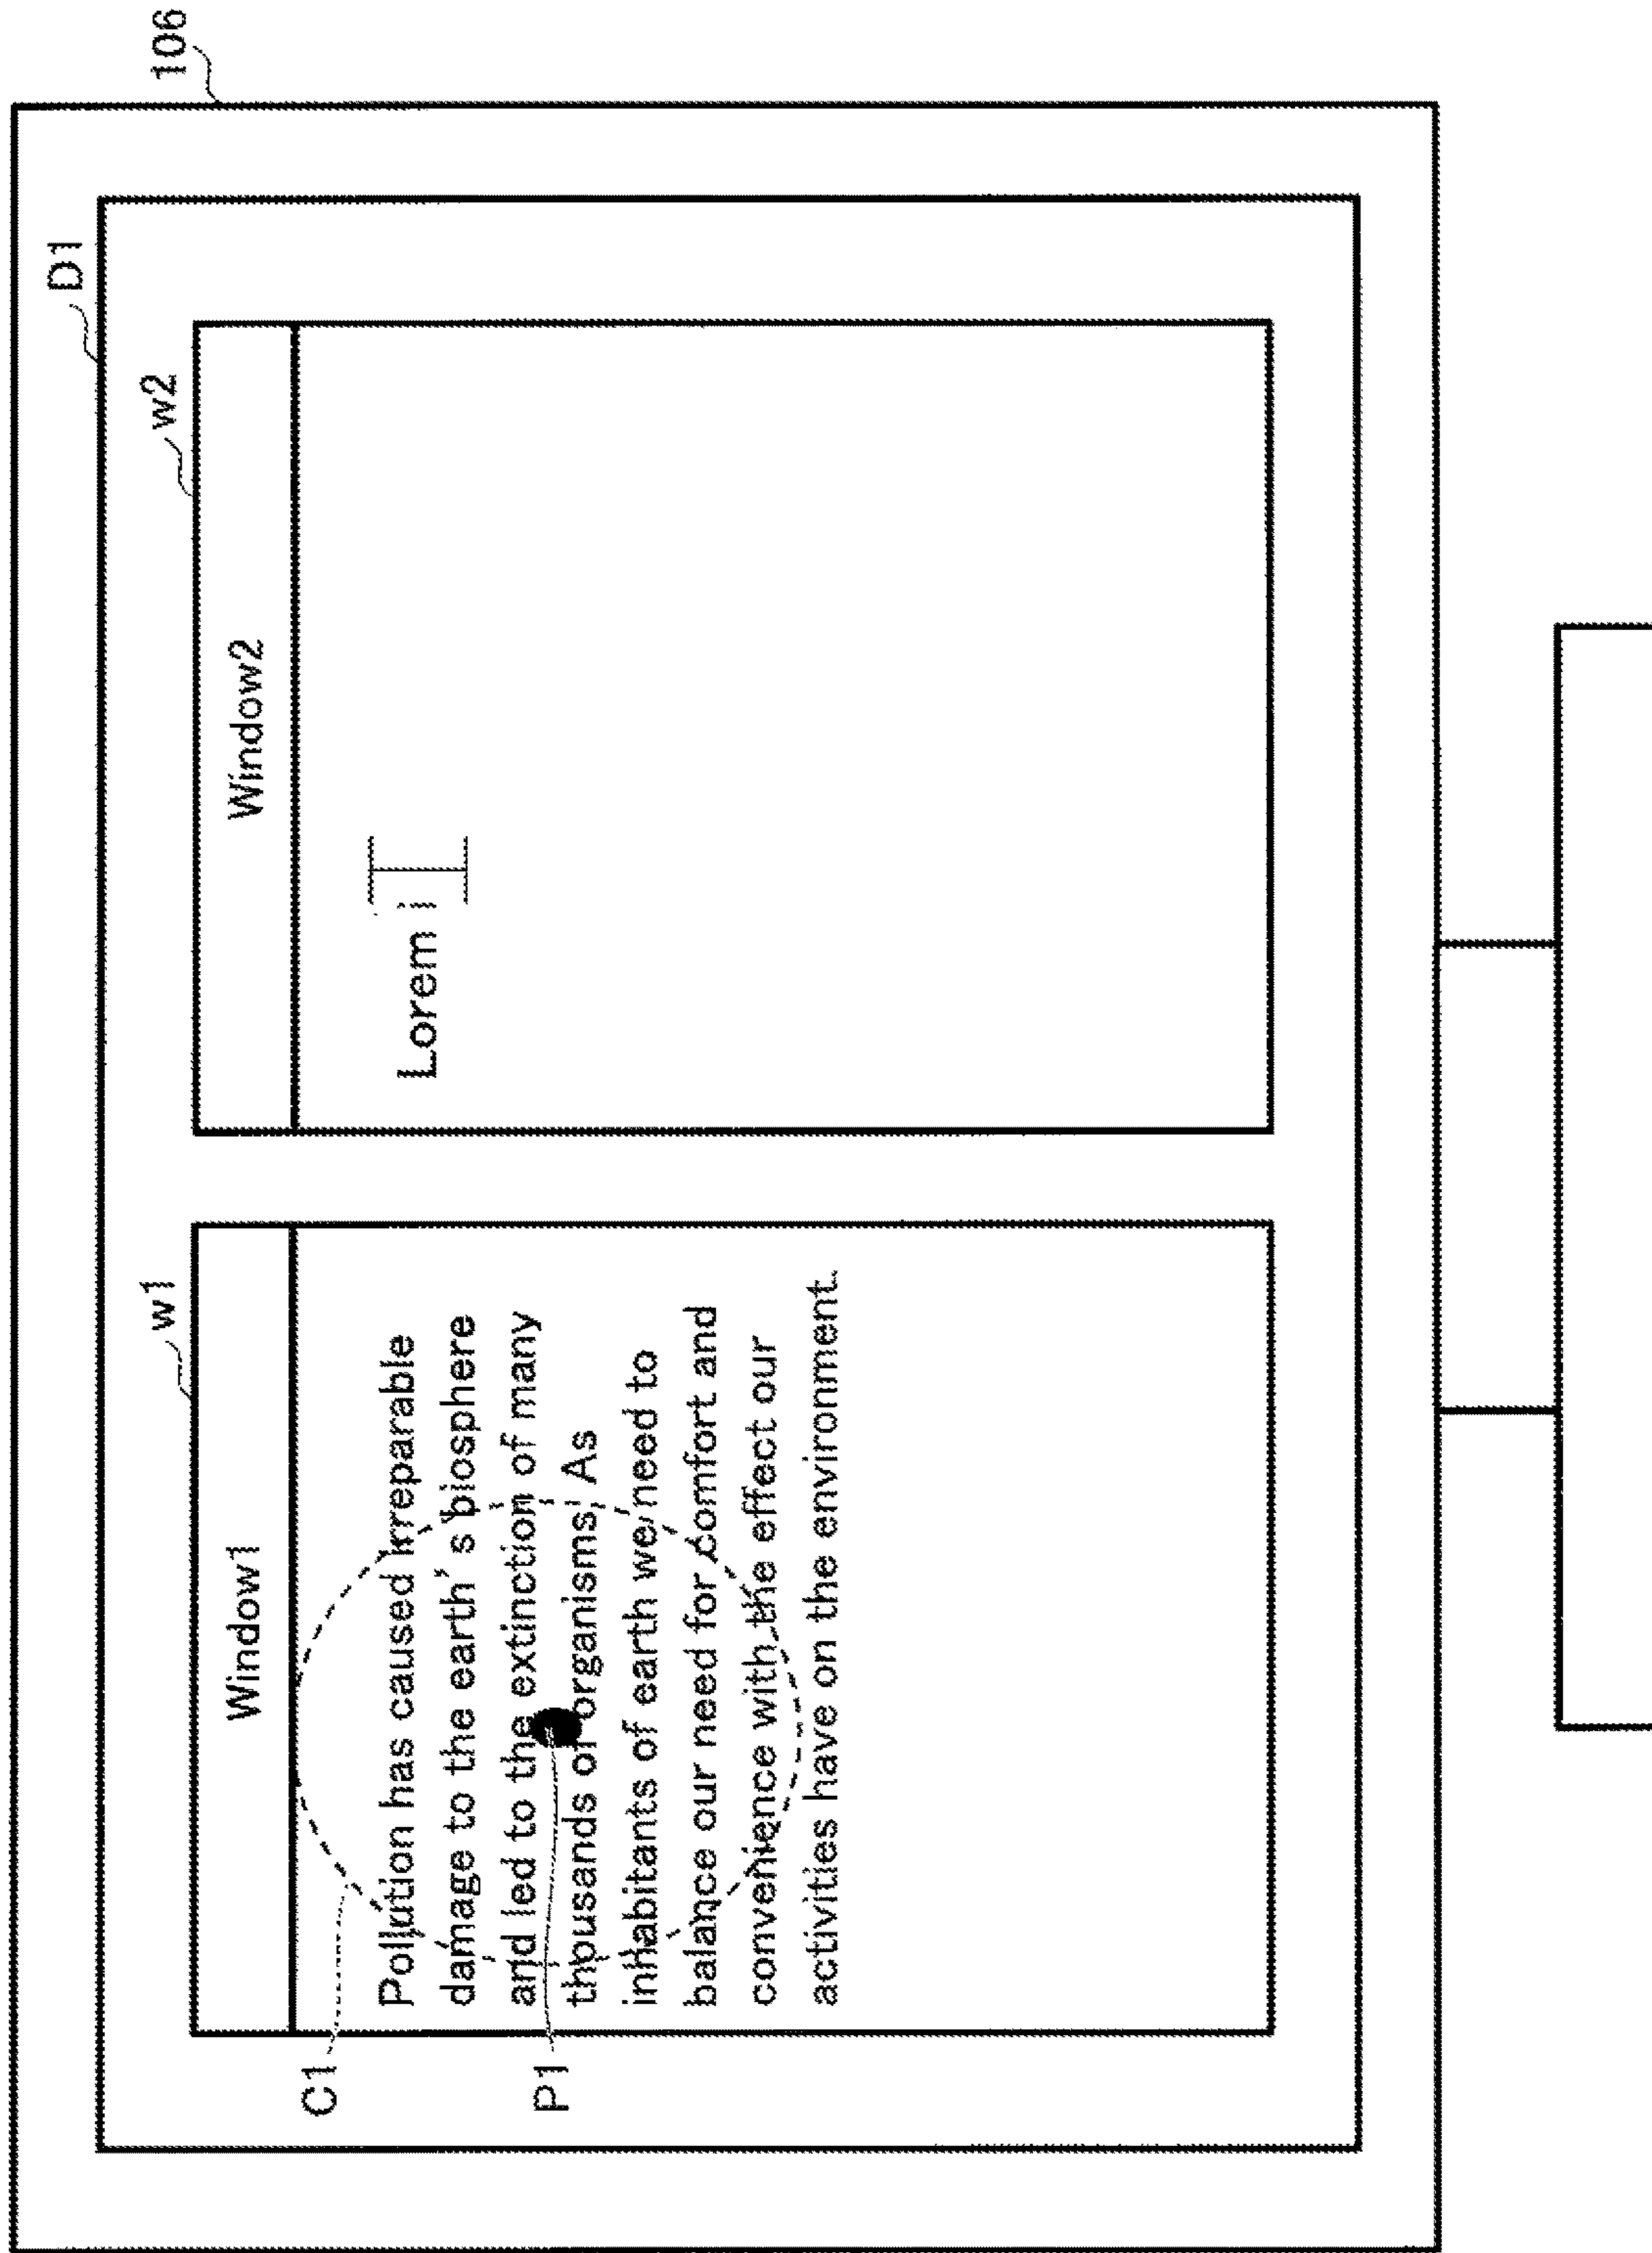 106
D1
w1
Window1
Pollution has caused irreparable
damage to the earth's biosphere
and led to the extinction of many
thousands of organisms. As
inhabitants of earth we need to
balance our need for comfort and
convenience with the effect our
activities have on the environment.
C1
P1
w2
Window2
Lorem i